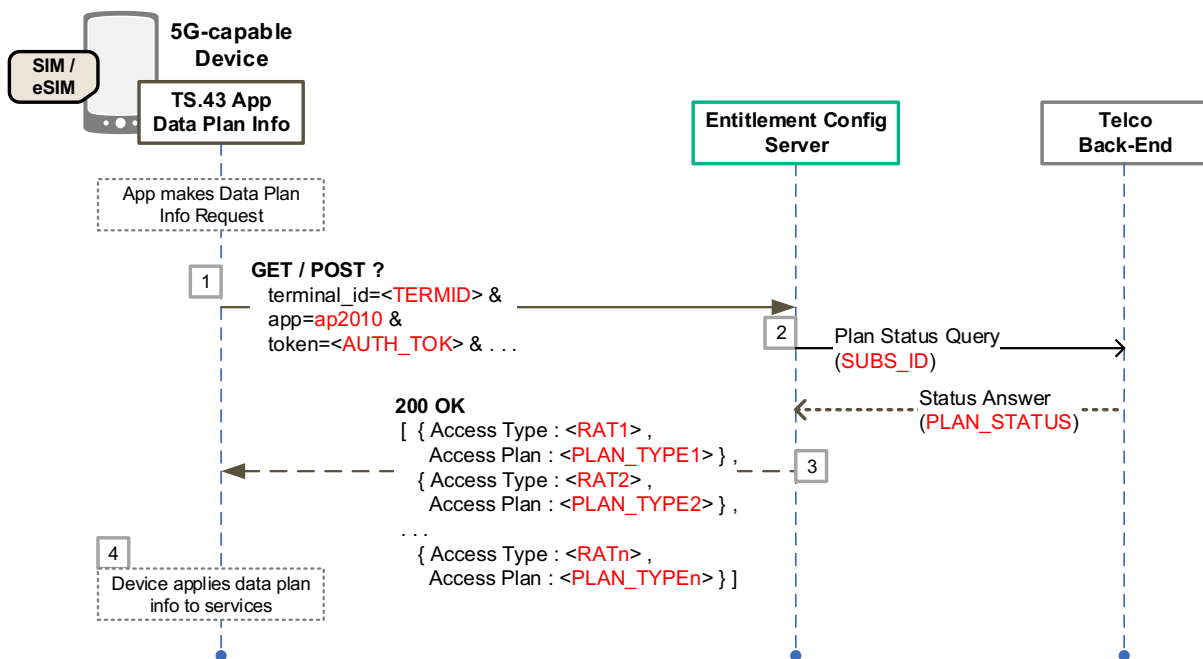 5G-capable
Device
SIM /
eSIM
TS.43 App
Data Plan Info
Entitlement Config
Server
Telco
Back-End
App makes Data Plan
Info Request
1
GET / POST ?
terminal_id=<TERMID> &
app=ap2010 &
token=<AUTH_TOK> & . . .
2
Plan Status Query
(SUBS_ID)
Status Answer
(PLAN_STATUS)
200 OK
[ { Access Type : <RAT1> ,
Access Plan : <PLAN_TYPE1> } ,
{ Access Type : <RAT2> ,
Access Plan : <PLAN_TYPE2> } ,
. . .
{ Access Type : <RATn> ,
Access Plan : <PLAN_TYPEn> } ]
3
4
Device applies data plan
info to services